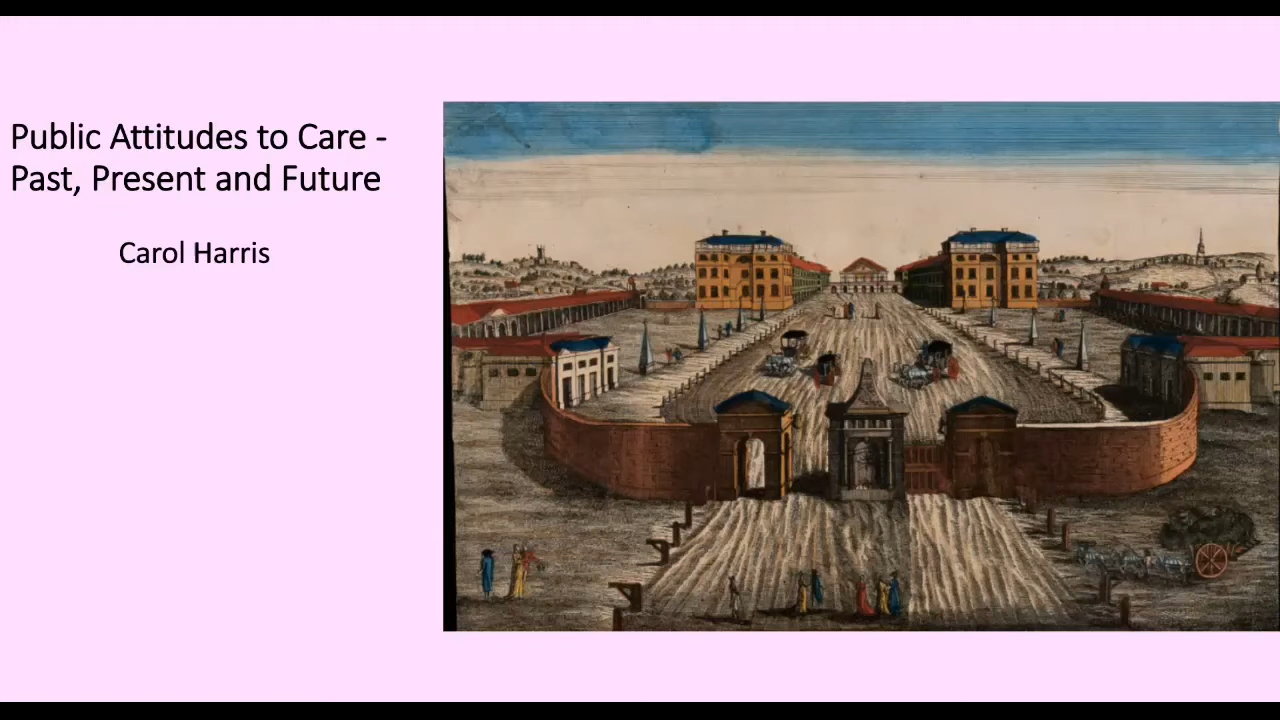 Public Attitudes to Care -
Past, Present and Future
Carol Harris